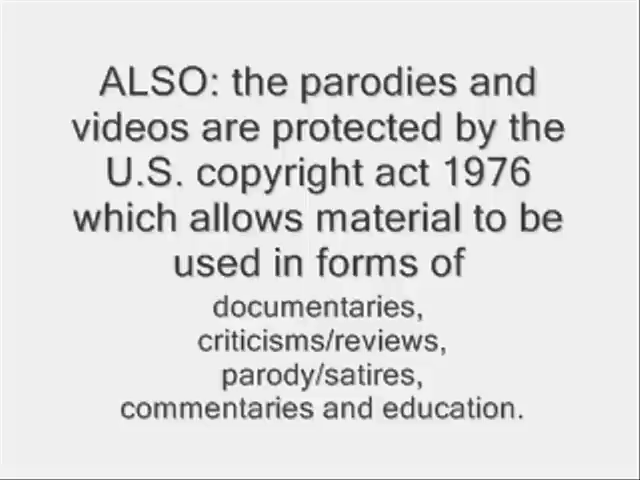 ALSO: the parodies and
videos are protected by the
U.S. copyright act 1976
which allows material to be
used in forms of
documentaries,
criticisms/reviews,
parody/satires,
commentaries and education.